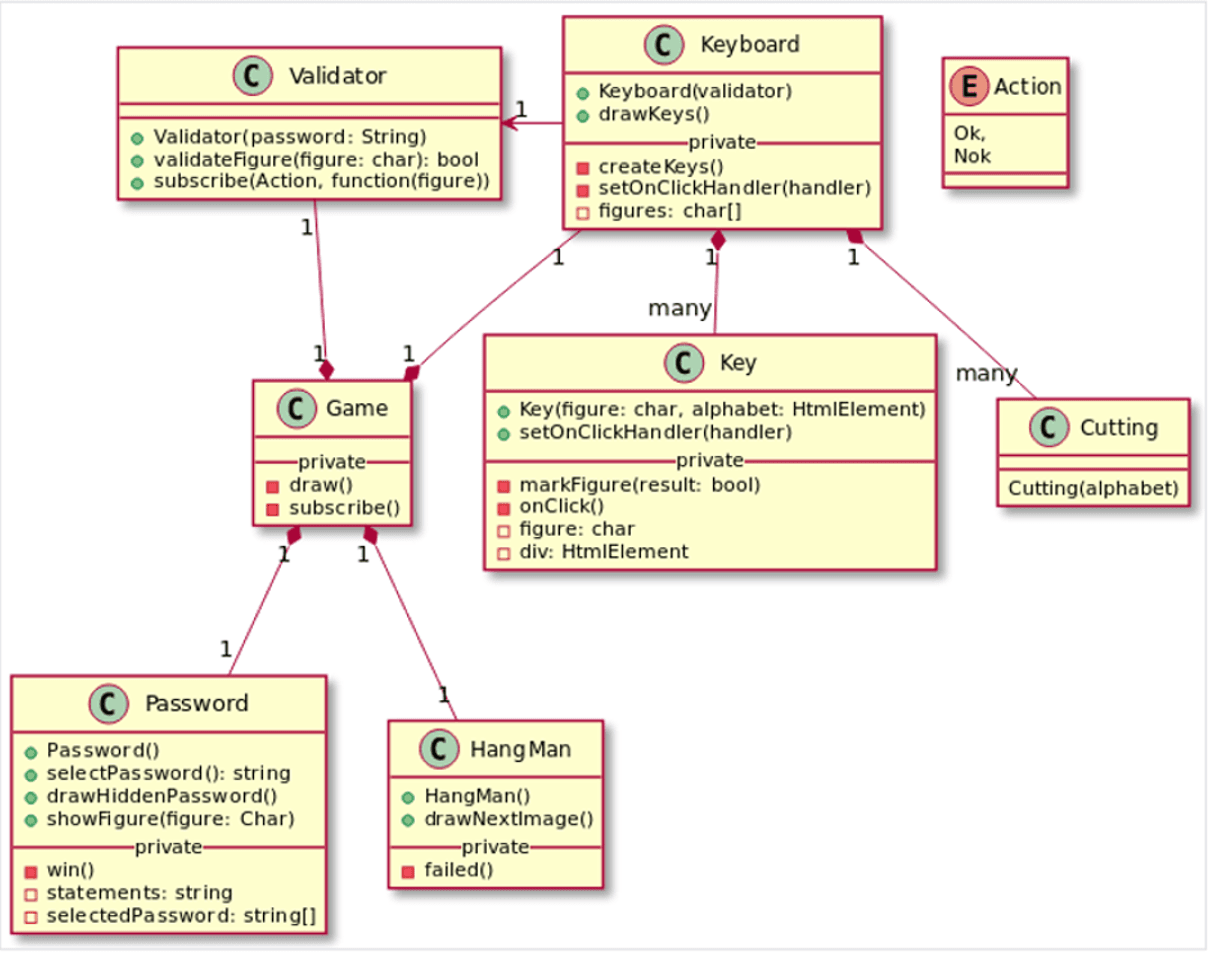 C Validator
Validator(password: String)
validateFigure(figure: char): bool
subscribe(Action, function(figure))
1
C Keyboard
Keyboard(validator)
drawKeys()
private
createKeys()
setOnClickHandler(handler)
figures: char[]
E Action
Ok,
Nok
1
1
1
1
1
1
many
many
C Game
private
draw()
subscribe()
C Key
Key(figure: char, alphabet: HtmlElement)
setOnClickHandler(handler)
private
markFigure(result: bool)
onClick()
figure: char
div: HtmlElement
C Cutting
Cutting(alphabet)
1
1
1
1
C Password
Password()
selectPassword(): string
drawHiddenPassword()
showFigure(figure: Char)
private
win()
statements: string
selectedPassword: string[]
C HangMan
HangMan()
drawNextImage()
private
failed()